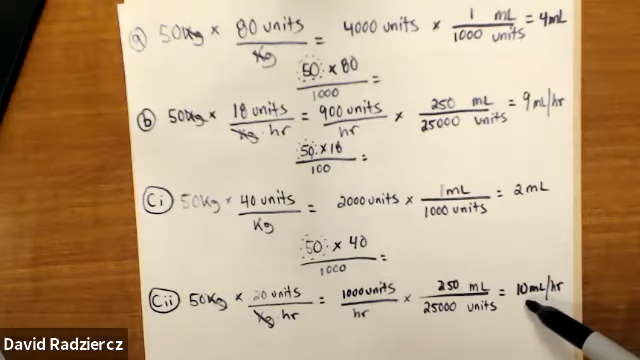 a) 50kg × 80 units/kg = 4000 units × 1 mL/1000 units = 4mL
50 × 80/1000 =
b) 50kg × 18 units/kg·hr = 900 units/hr × 250 mL/25000 units = 9mL/hr
50 × 18/100 =
Ci) 50kg × 40 units/kg = 2000 units × 1mL/1000 units = 2mL
50 × 40/1000 =
Cii) 50kg × 20 units/kg·hr = 1000 units/hr × 250 mL/25000 units = 10mL/hr
David Radziercz